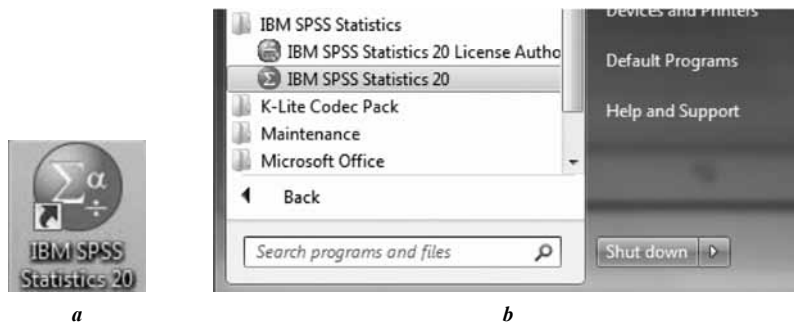 IBM SPSS Statistics
IBM SPSS Statistics 20 License Autho
IBM SPSS Statistics 20
K-Lite Codec Pack
Maintenance
Microsoft Office
Back
Search programs and files
Devices and Printers
Default Programs
Help and Support
Shut down
Σ α ÷
IBM SPSS
Statistics 20
a
b